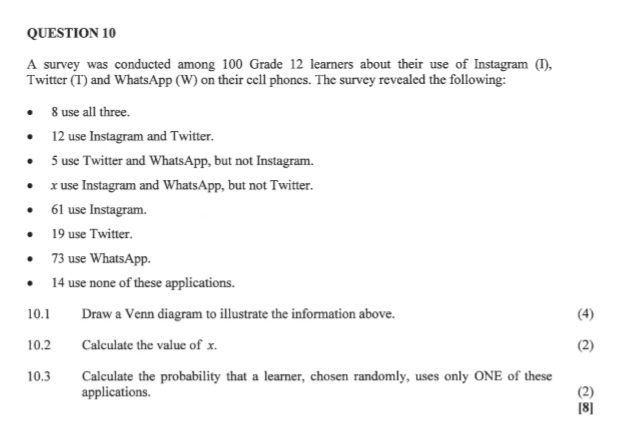 QUESTION 10
A survey was conducted among 100 Grade 12 learners about their use of Instagram (I),
Twitter (T) and WhatsApp (W) on their cell phones. The survey revealed the following:
• 8 use all three.
• 12 use Instagram and Twitter.
• 5 use Twitter and WhatsApp, but not Instagram.
• x use Instagram and WhatsApp, but not Twitter.
• 61 use Instagram.
• 19 use Twitter.
• 73 use WhatsApp.
• 14 use none of these applications.
10.1 Draw a Venn diagram to illustrate the information above. (4)
10.2 Calculate the value of x. (2)
10.3 Calculate the probability that a learner, chosen randomly, uses only ONE of these
applications. (2)
[8]